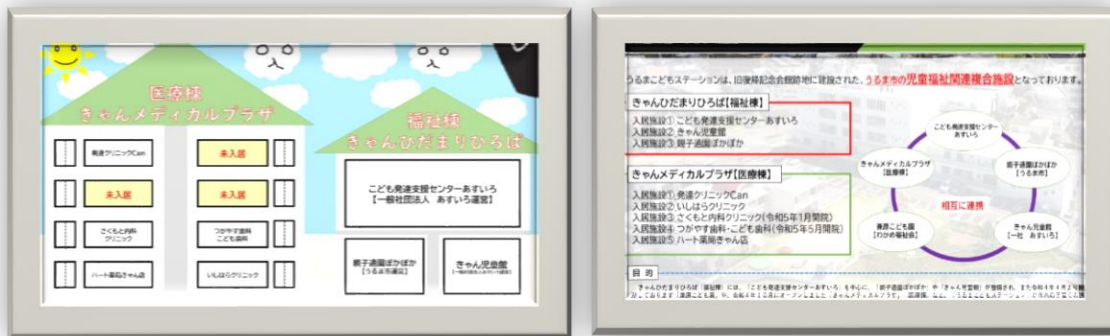 医療棟
きゃんメディカルプラザ
発達クリニックCan
未入居
未入居
未入居
さくもと内科
クリニック
つがやす歯科
こども歯科
ハート薬局きゃん店
いしはらクリニック
福祉棟
きゃんひだまりひろば
こども発達支援センターあすいろ
【一般社団法人 あすいろ運営】
親子通園ぽかぽか
【うるま市運営】
きゃん児童館
うるまこどもステーションは、旧復帰記念会館跡地に建設された、うるま市の児童福祉関連複合施設となっております。
きゃんひだまりひろば【福祉棟】
入居施設① こども発達支援センターあすいろ
入居施設② きゃん児童館
入居施設③ 親子通園ぽかぽか
きゃんメディカルプラザ【医療棟】
入居施設① 発達クリニックCan
入居施設② いしはらクリニック
入居施設③ さくもと内科クリニック(令和5年1月開院)
入居施設④ つがやす歯科・こども歯科(令和5年5月開院)
入居施設⑤ ハート薬局きゃん店
こども発達支援センター
あすいろ
きゃんメディカルプラザ
【医療棟】
親子通園ぽかぽか
【うるま市】
相互に連携
兼原こども園
【わかめ福祉会】
きゃん児童館
【一社 あすいろ】
目 的